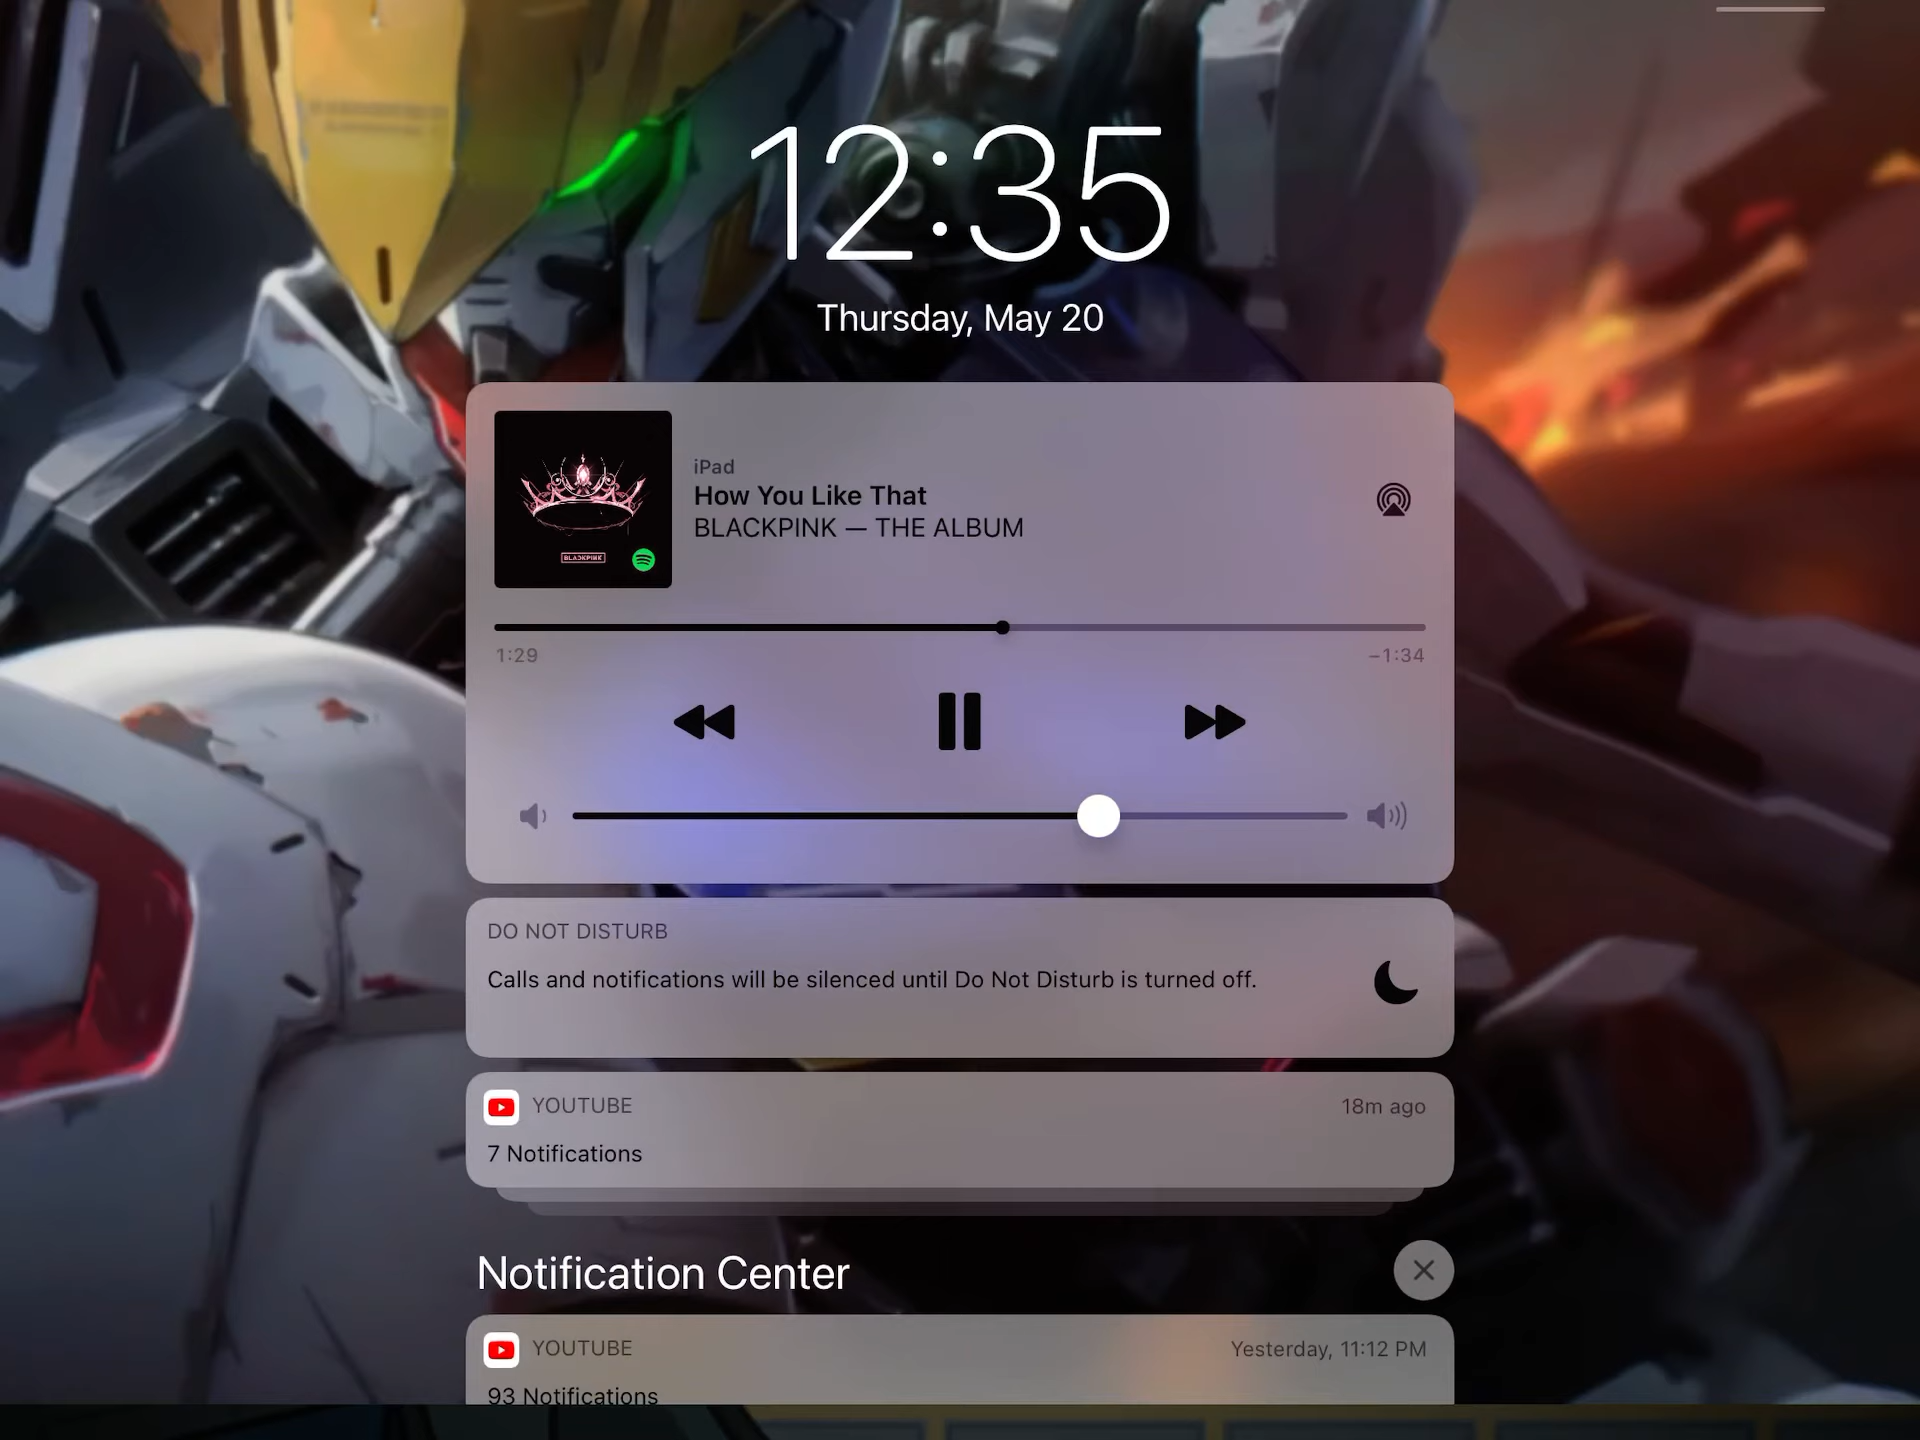 12:35
Thursday, May 20
iPad
How You Like That
BLACKPINK — THE ALBUM
BLACKPINK
1:29
–1:34
DO NOT DISTURB
Calls and notifications will be silenced until Do Not Disturb is turned off.
YOUTUBE
18m ago
7 Notifications
Notification Center
YOUTUBE
Yesterday, 11:12 PM
93 Notifications